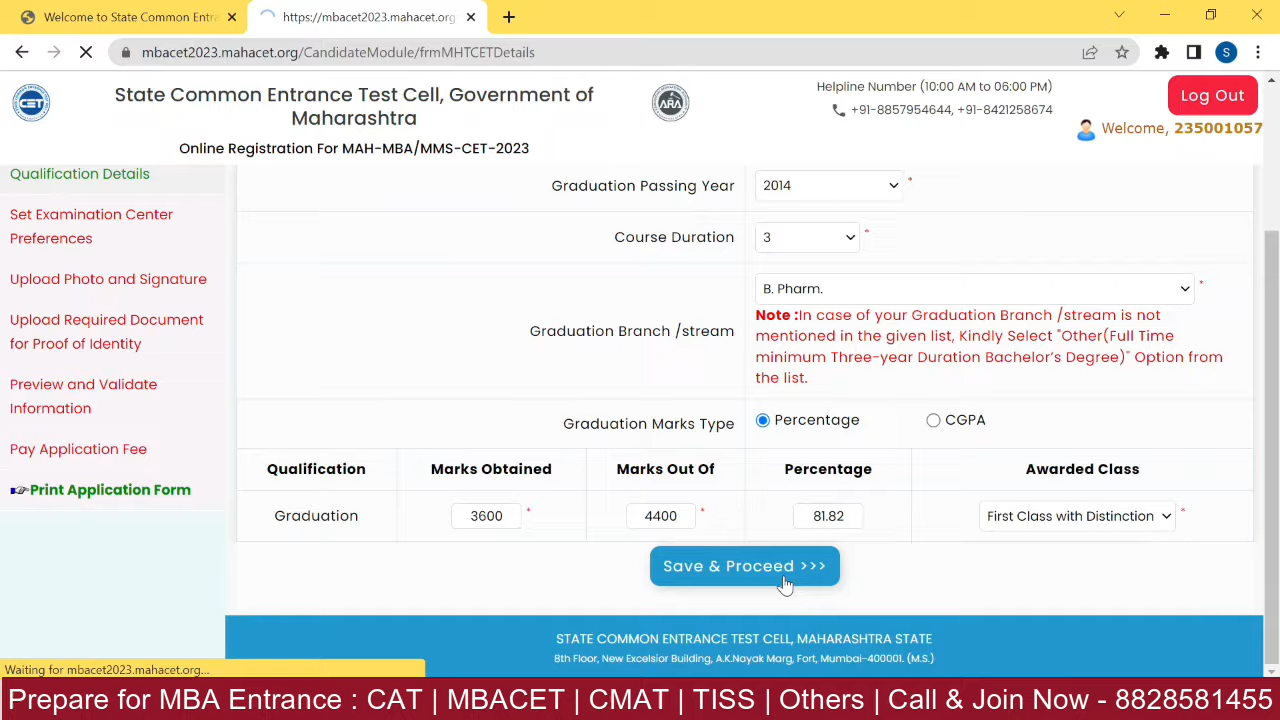 Welcome to State Common Entra
https://mbacet2023.mahacet.org
mbacet2023.mahacet.org/CandidateModule/frmMHTCETDetails
S
CET
State Common Entrance Test Cell, Government of
Maharashtra
Online Registration For MAH-MBA/MMS-CET-2023
ARA
Helpline Number (10:00 AM to 06:00 PM)
+91-8857954644, +91-8421258674
Log Out
Welcome, 235001057
Qualification Details
Set Examination Center
Preferences
Upload Photo and Signature
Upload Required Document
for Proof of Identity
Preview and Validate
Information
Pay Application Fee
Print Application Form
Graduation Passing Year
2014 *
Course Duration
3 *
Graduation Branch /stream
B. Pharm. *
Note :In case of your Graduation Branch /stream is not
mentioned in the given list, Kindly Select "Other(Full Time
minimum Three-year Duration Bachelor's Degree)" Option from
the list.
Graduation Marks Type
Percentage CGPA
Qualification Marks Obtained Marks Out Of Percentage Awarded Class
Graduation 3600 * 4400 * 81.82 First Class with Distinction *
Save & Proceed >>>
STATE COMMON ENTRANCE TEST CELL, MAHARASHTRA STATE
8th Floor, New Excelsior Building, A.K.Nayak Marg, Fort, Mumbai-400001. (M.S.)
Waiting for mbacet2023.mahacet.org...
Prepare for MBA Entrance : CAT | MBACET | CMAT | TISS | Others | Call & Join Now - 8828581455